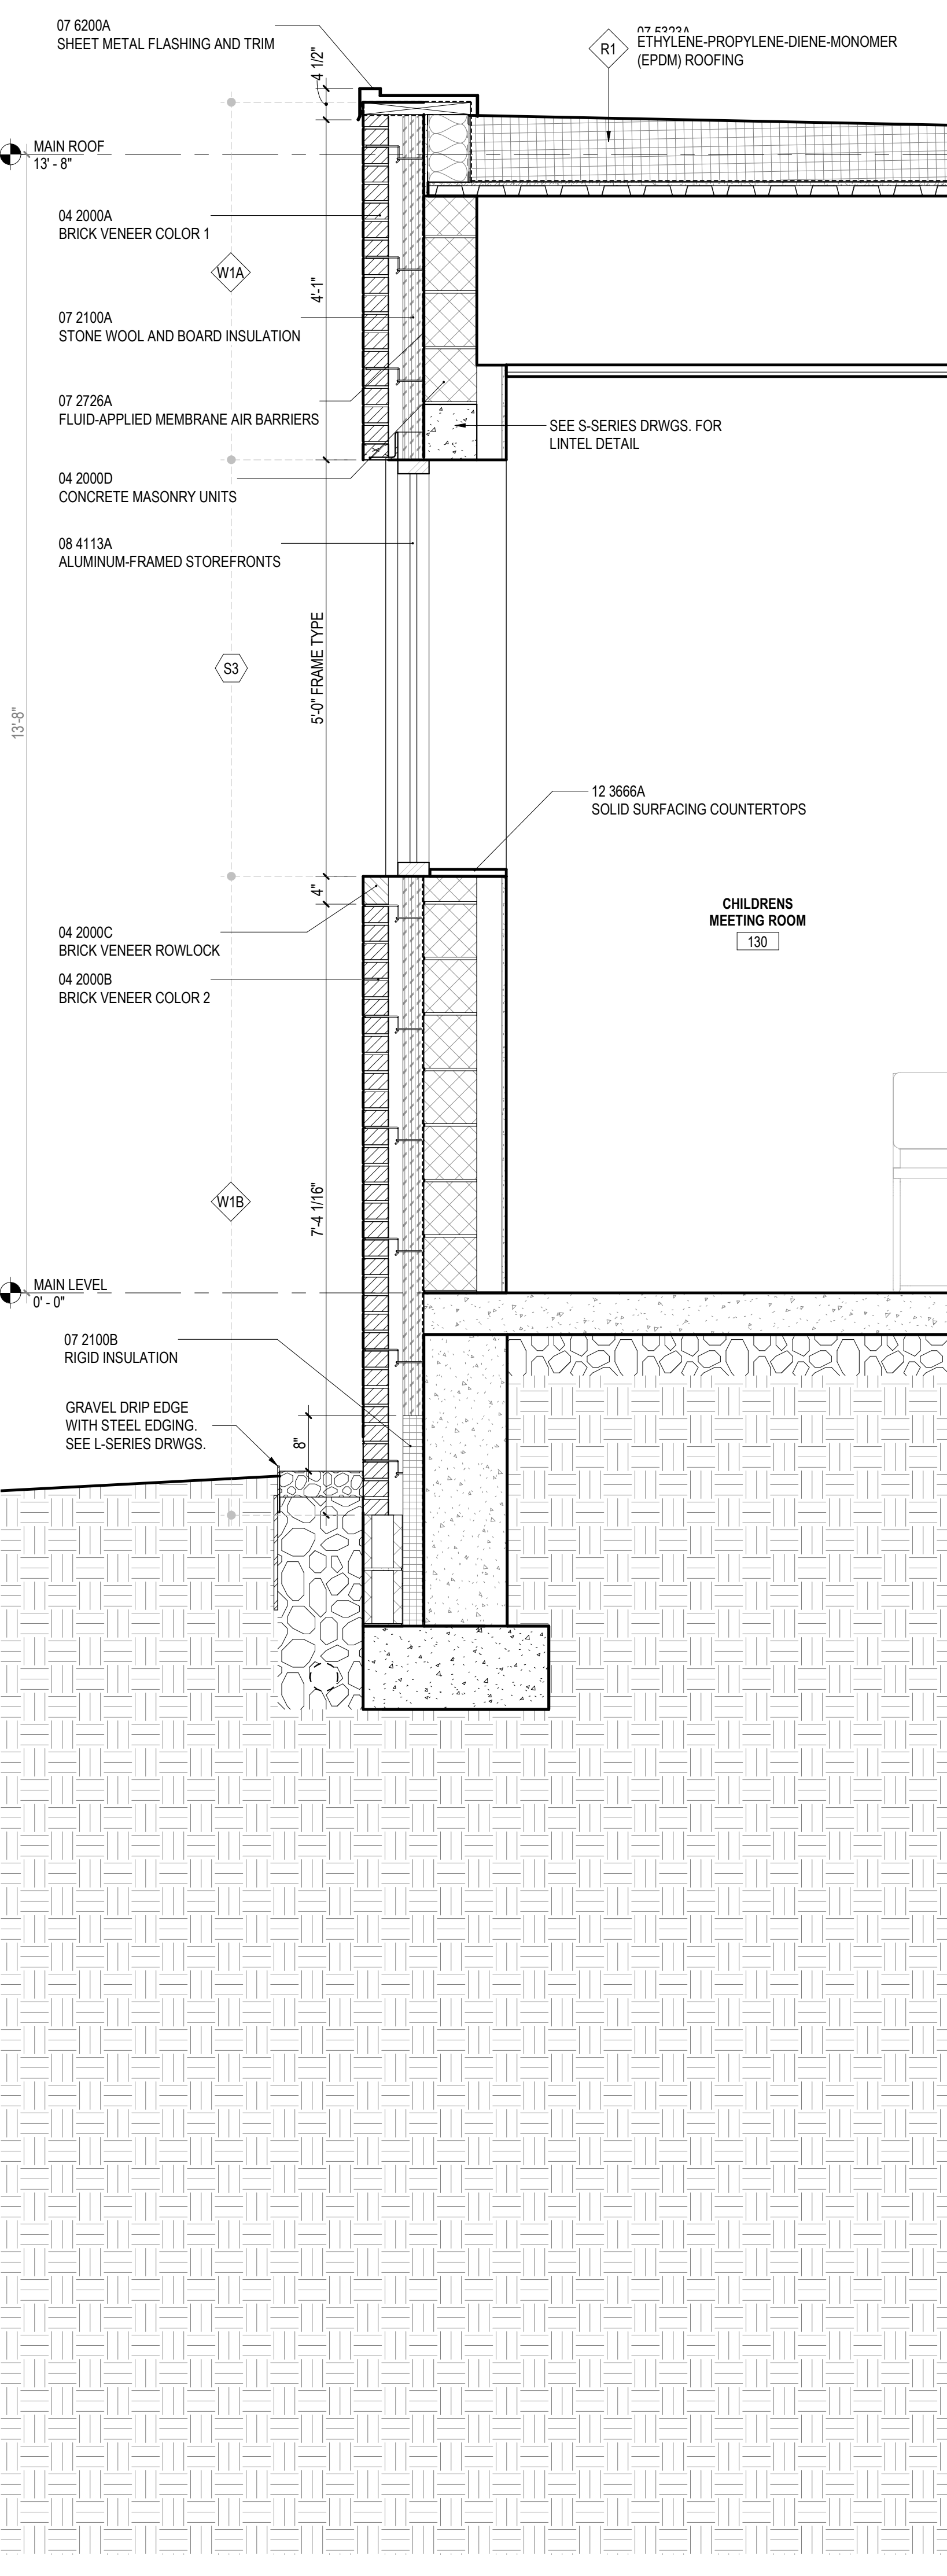 07 6200A
SHEET METAL FLASHING AND TRIM
4 1/2"
R1
07 5323A
ETHYLENE-PROPYLENE-DIENE-MONOMER
(EPDM) ROOFING
MAIN ROOF
13' - 8"
04 2000A
BRICK VENEER COLOR 1
W1A
4'-1"
07 2100A
STONE WOOL AND BOARD INSULATION
07 2726A
FLUID-APPLIED MEMBRANE AIR BARRIERS
SEE S-SERIES DRWGS. FOR
LINTEL DETAIL
04 2000D
CONCRETE MASONRY UNITS
08 4113A
ALUMINUM-FRAMED STOREFRONTS
S3
5'-0" FRAME TYPE
13'-8"
12 3666A
SOLID SURFACING COUNTERTOPS
4"
CHILDRENS
MEETING ROOM
130
04 2000C
BRICK VENEER ROWLOCK
04 2000B
BRICK VENEER COLOR 2
W1B
7'-4 1/16"
MAIN LEVEL
0' - 0"
07 2100B
RIGID INSULATION
GRAVEL DRIP EDGE
WITH STEEL EDGING.
SEE L-SERIES DRWGS.
8"